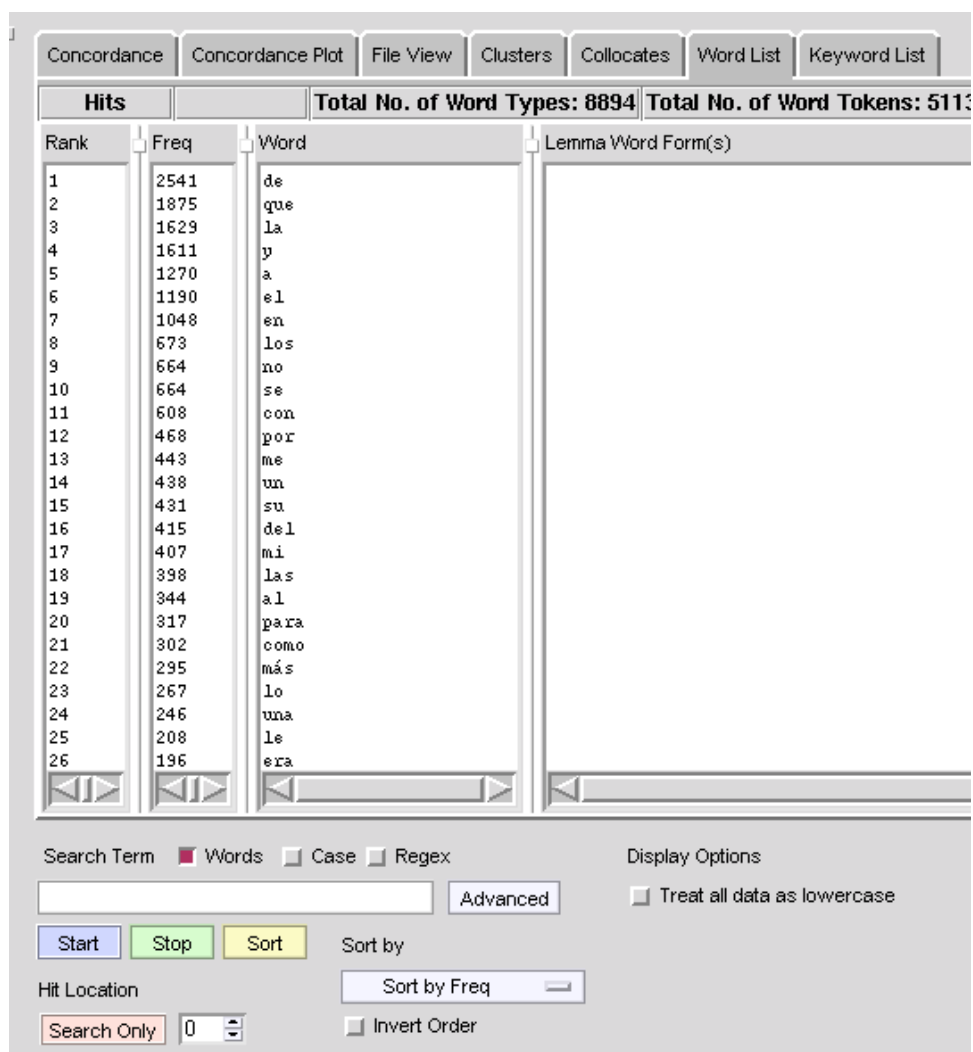 Concordance Concordance Plot File View Clusters Collocates Word List Keyword List
Hits Total No. of Word Types: 8894 Total No. of Word Tokens: 5113
Rank Freq Word Lemma Word Form(s)
1 2541 de
2 1875 que
3 1629 la
4 1611 y
5 1270 a
6 1190 el
7 1048 en
8 673 los
9 664 no
10 664 se
11 608 con
12 468 por
13 443 me
14 438 un
15 431 su
16 415 del
17 407 mi
18 398 las
19 344 al
20 317 para
21 302 como
22 295 más
23 267 lo
24 246 una
25 208 le
26 196 era
Search Term Words Case Regex Display Options
Advanced Treat all data as lowercase
Start Stop Sort Sort by
Hit Location Sort by Freq
Search Only 0 Invert Order